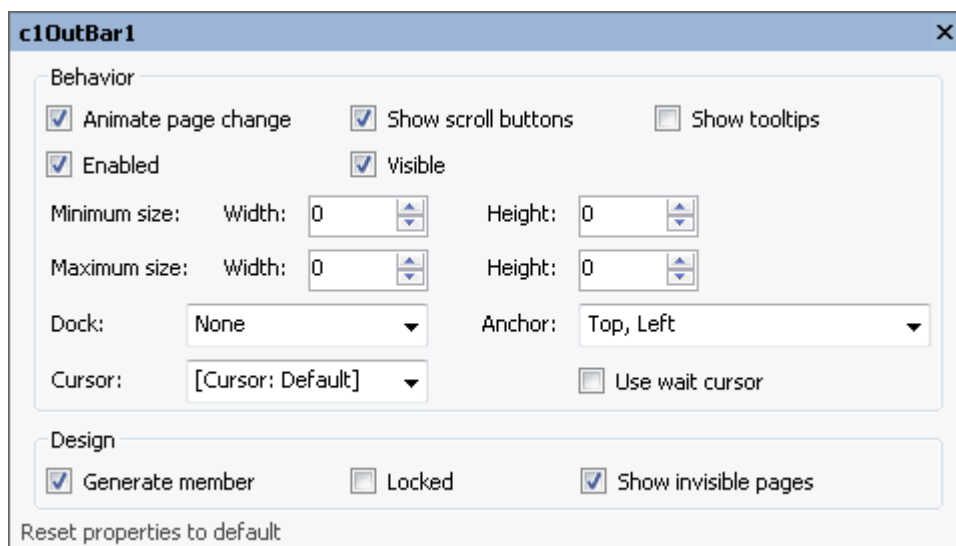 c1OutBar1
Behavior
Animate page change Show scroll buttons Show tooltips
Enabled Visible
Minimum size: Width: 0 Height: 0
Maximum size: Width: 0 Height: 0
Dock: None Anchor: Top, Left
Cursor: [Cursor: Default] Use wait cursor
Design
Generate member Locked Show invisible pages
Reset properties to default